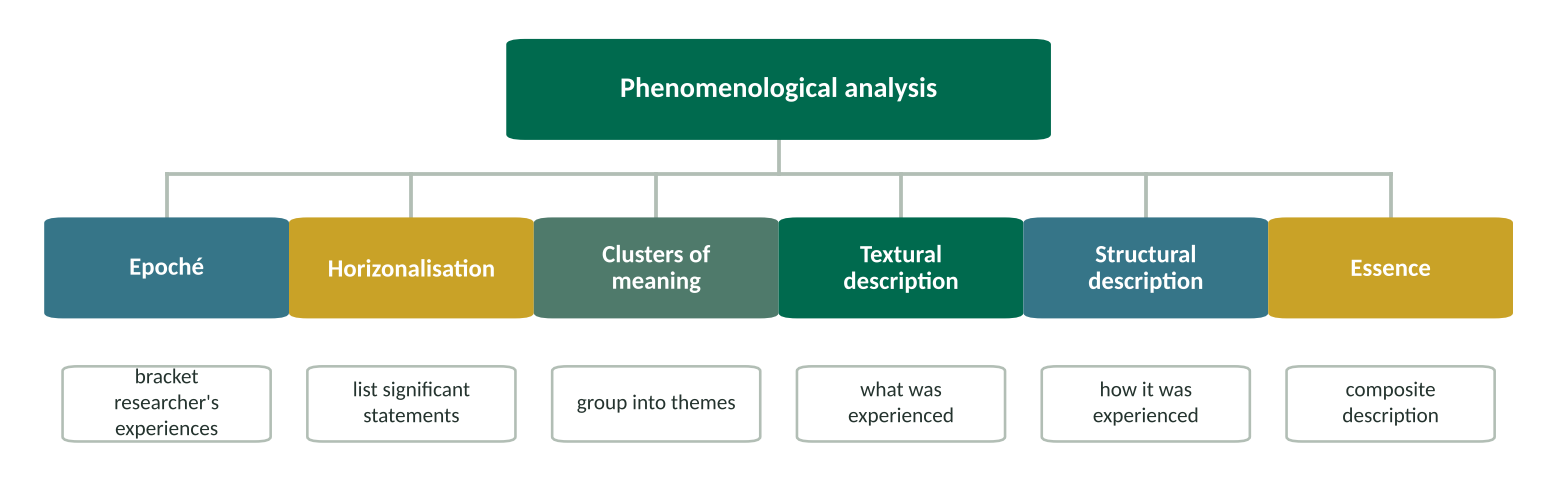 Phenomenological analysis
Epoché
Horizonalisation
Clusters of
meaning
Textural
description
Structural
description
Essence
bracket
researcher's
experiences
list significant
statements
group into themes
what was
experienced
how it was
experienced
composite
description